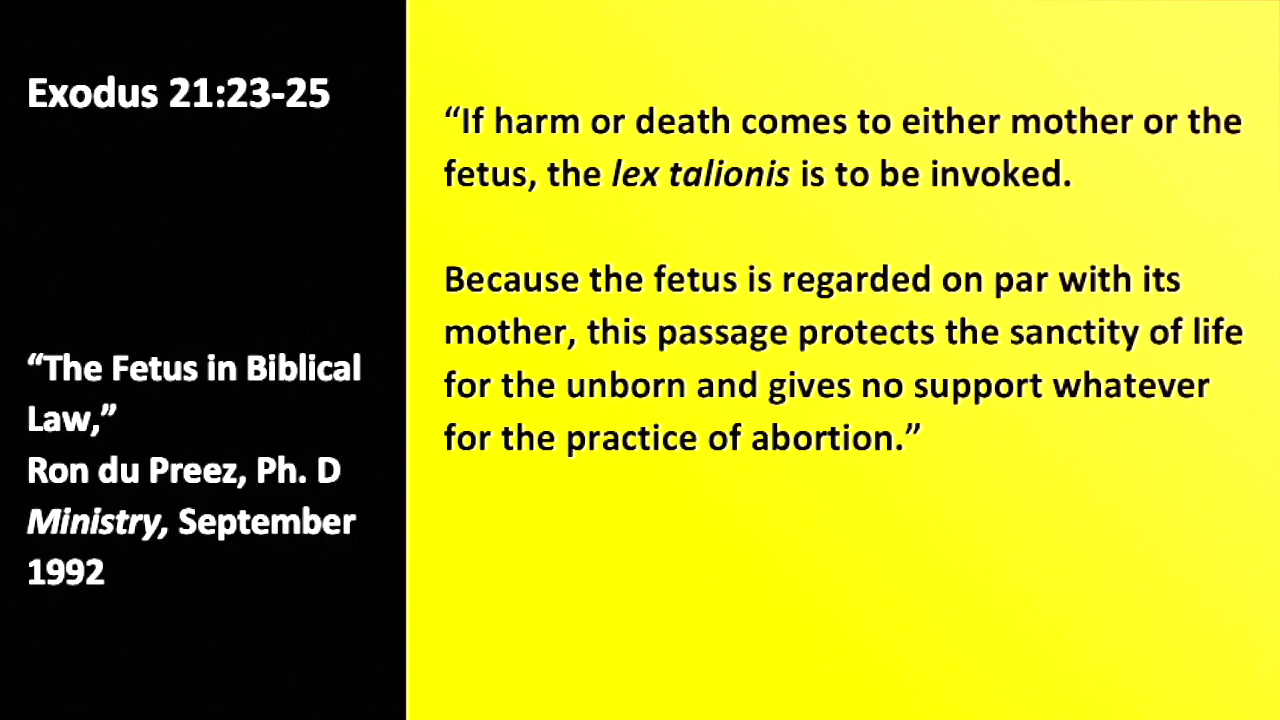 Exodus 21:23-25
“The Fetus in Biblical
Law,”
Ron du Preez, Ph. D
Ministry, September
1992
“If harm or death comes to either mother or the
fetus, the lex talionis is to be invoked.
Because the fetus is regarded on par with its
mother, this passage protects the sanctity of life
for the unborn and gives no support whatever
for the practice of abortion.”